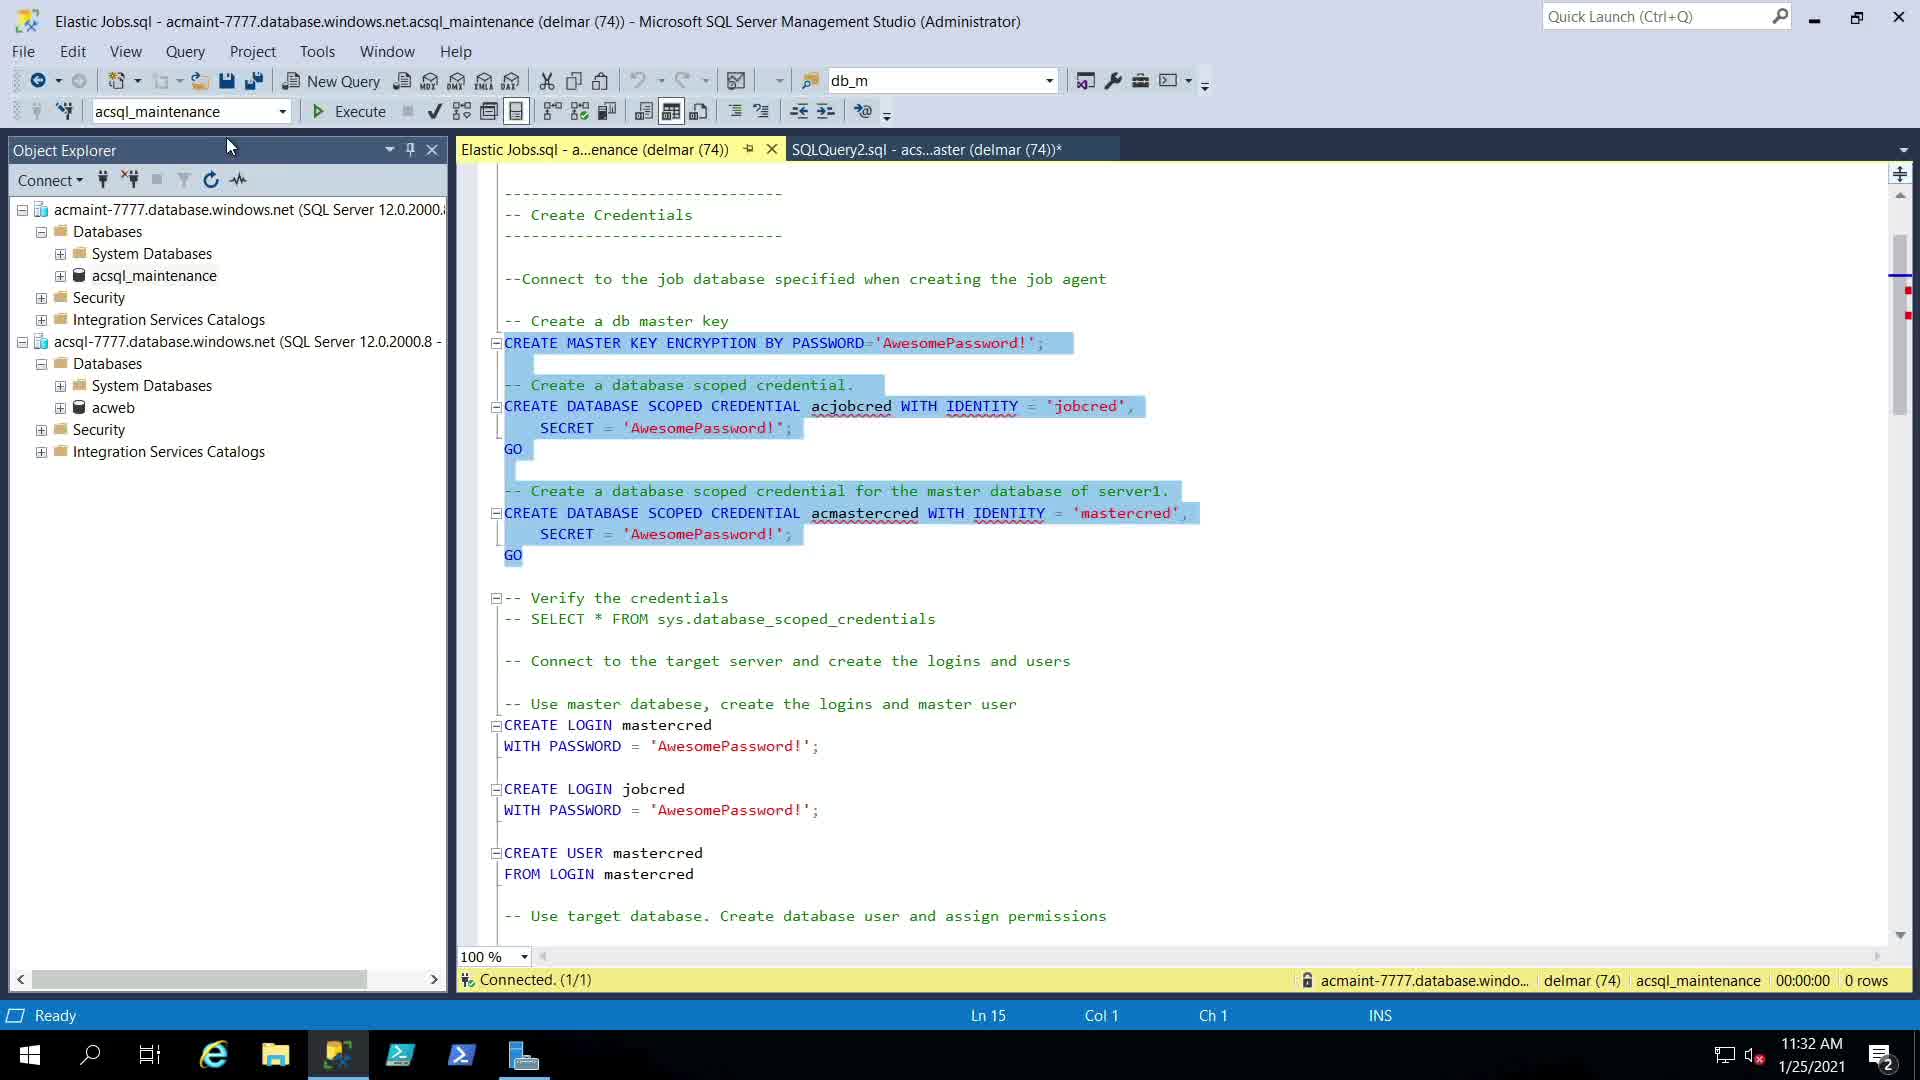 Elastic Jobs.sql - acmaint-7777.database.windows.net.acsql_maintenance (delmar (74)) - Microsoft SQL Server Management Studio (Administrator)
Quick Launch (Ctrl+Q)
File Edit View Query Project Tools Window Help
New Query
MDX DMX XMLA DAX
db_m
acsql_maintenance
Execute
Object Explorer
Connect
acmaint-7777.database.windows.net (SQL Server 12.0.2000.8
Databases
System Databases
acsql_maintenance
Security
Integration Services Catalogs
acsql-7777.database.windows.net (SQL Server 12.0.2000.8 -
Databases
System Databases
acweb
Security
Integration Services Catalogs
Elastic Jobs.sql - a...enance (delmar (74))
SQLQuery2.sql - acs...aster (delmar (74))*
-------------------------------
-- Create Credentials
-------------------------------
--Connect to the job database specified when creating the job agent
-- Create a db master key
CREATE MASTER KEY ENCRYPTION BY PASSWORD='AwesomePassword!';
-- Create a database scoped credential.
CREATE DATABASE SCOPED CREDENTIAL acjobcred WITH IDENTITY = 'jobcred',
SECRET = 'AwesomePassword!';
GO
-- Create a database scoped credential for the master database of server1.
CREATE DATABASE SCOPED CREDENTIAL acmastercred WITH IDENTITY = 'mastercred',
SECRET = 'AwesomePassword!';
GO
-- Verify the credentials
-- SELECT * FROM sys.database_scoped_credentials
-- Connect to the target server and create the logins and users
-- Use master databese, create the logins and master user
CREATE LOGIN mastercred
WITH PASSWORD = 'AwesomePassword!';
CREATE LOGIN jobcred
WITH PASSWORD = 'AwesomePassword!';
CREATE USER mastercred
FROM LOGIN mastercred
-- Use target database. Create database user and assign permissions
100 %
Connected. (1/1)
acmaint-7777.database.windo... delmar (74) acsql_maintenance 00:00:00 0 rows
Ready
Ln 15
Col 1
Ch 1
INS
11:32 AM
1/25/2021
2